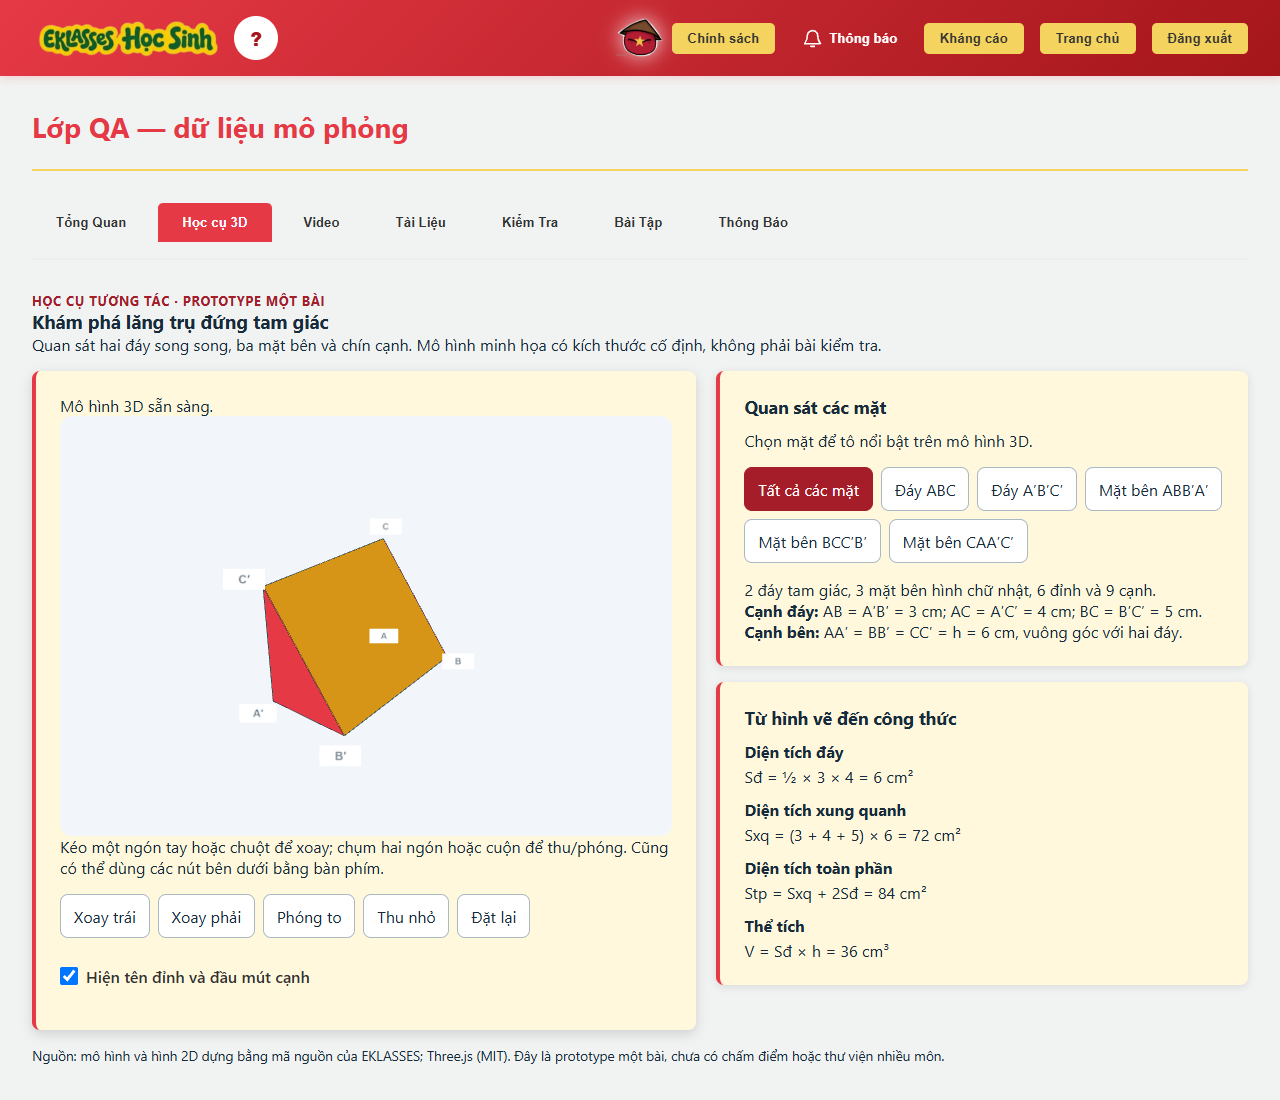 EKLASSES Học Sinh
?
Chính sách
Thông báo
Kháng cáo
Trang chủ
Đăng xuất
Lớp QA — dữ liệu mô phỏng
Tổng Quan
Học cụ 3D
Video
Tài Liệu
Kiểm Tra
Bài Tập
Thông Báo
HỌC CỤ TƯƠNG TÁC · PROTOTYPE MỘT BÀI
Khám phá lăng trụ đứng tam giác
Quan sát hai đáy song song, ba mặt bên và chín cạnh. Mô hình minh họa có kích thước cố định, không phải bài kiểm tra.
Mô hình 3D sẵn sàng.
C
C′
A
B
A′
B′
Kéo một ngón tay hoặc chuột để xoay; chụm hai ngón hoặc cuộn để thu/phóng. Cũng
có thể dùng các nút bên dưới bằng bàn phím.
Xoay trái
Xoay phải
Phóng to
Thu nhỏ
Đặt lại
Hiện tên đỉnh và đầu mút cạnh
Quan sát các mặt
Chọn mặt để tô nổi bật trên mô hình 3D.
Tất cả các mặt
Đáy ABC
Đáy A′B′C′
Mặt bên ABB′A′
Mặt bên BCC′B′
Mặt bên CAA′C′
2 đáy tam giác, 3 mặt bên hình chữ nhật, 6 đỉnh và 9 cạnh.
Cạnh đáy: AB = A′B′ = 3 cm; AC = A′C′ = 4 cm; BC = B′C′ = 5 cm.
Cạnh bên: AA′ = BB′ = CC′ = h = 6 cm, vuông góc với hai đáy.
Từ hình vẽ đến công thức
Diện tích đáy
Sđ = ½ × 3 × 4 = 6 cm²
Diện tích xung quanh
Sxq = (3 + 4 + 5) × 6 = 72 cm²
Diện tích toàn phần
Stp = Sxq + 2Sđ = 84 cm²
Thể tích
V = Sđ × h = 36 cm³
Nguồn: mô hình và hình 2D dựng bằng mã nguồn của EKLASSES; Three.js (MIT). Đây là prototype một bài, chưa có chấm điểm hoặc thư viện nhiều môn.